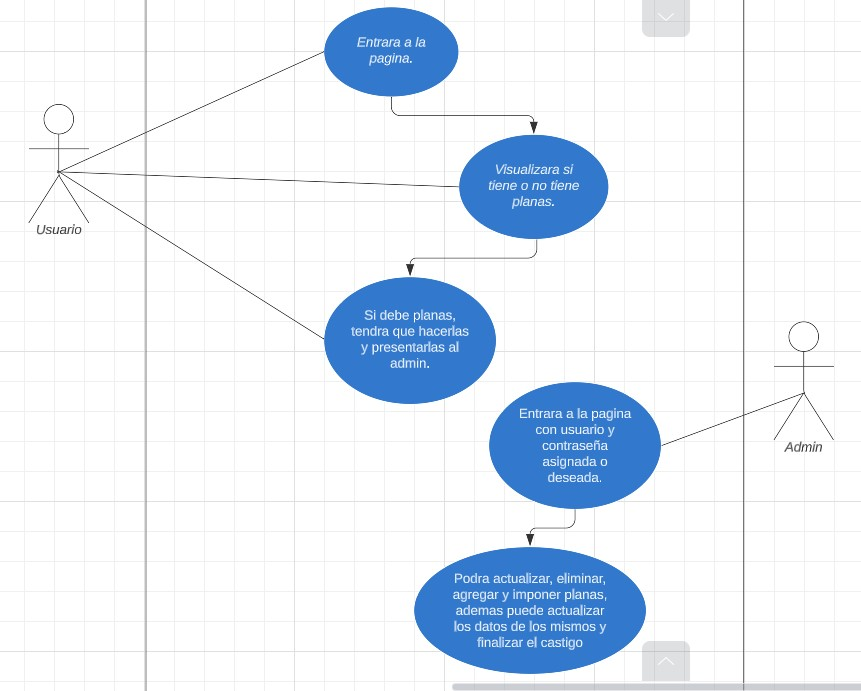 Entrara a la
pagina.
Visualizara si
tiene o no tiene
planas.
Usuario
Si debe planas,
tendra que hacerlas
y presentarlas al
admin.
Entrara a la pagina
con usuario y
contraseña
asignada o
deseada.
Admin
Podra actualizar, eliminar,
agregar y imponer planas,
ademas puede actualizar
los datos de los mismos y
finalizar el castigo